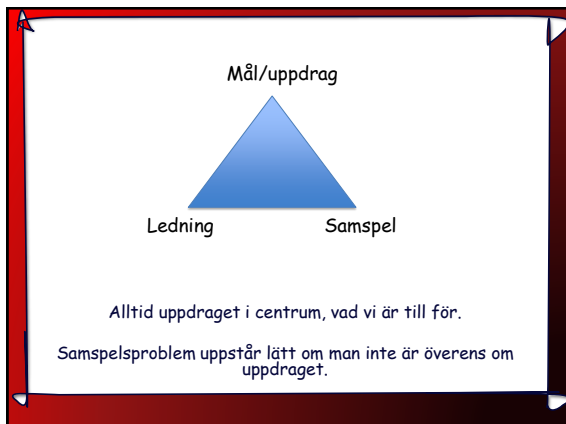 Mål/uppdrag
Ledning
Samspel
Alltid uppdraget i centrum, vad vi är till för.
Samspelsproblem uppstår lätt om man inte är överens om
uppdraget.